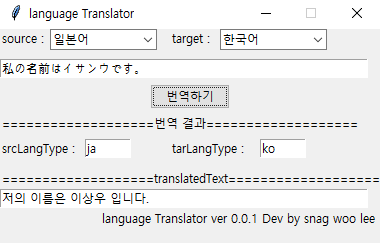 language Translator
source : 일본어 target : 한국어
私の名前はイサンウです。
번역하기
===================번역 결과===================
srcLangType : ja tarLangType : ko
===================translatedText===================
저의 이름은 이상우 입니다.
language Translator ver 0.0.1 Dev by snag woo lee